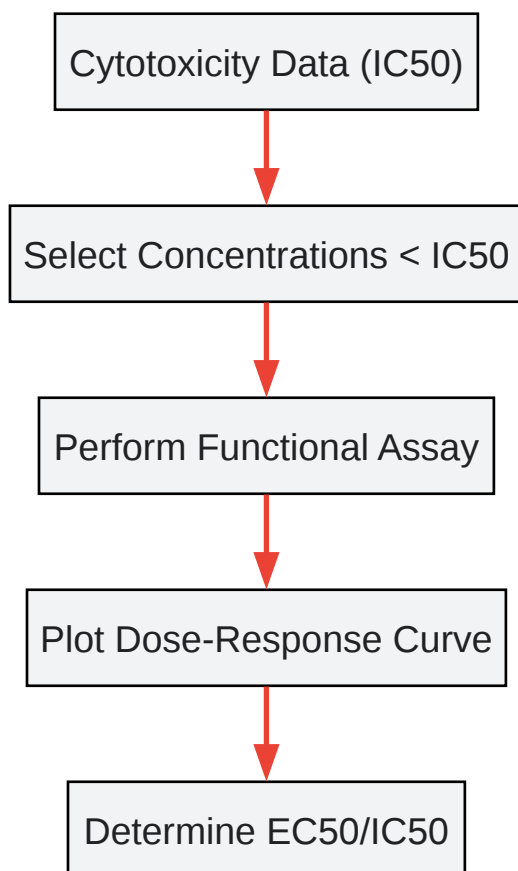 Cytotoxicity Data (IC50)
Select Concentrations < IC50
Perform Functional Assay
Plot Dose-Response Curve
Determine EC50/IC50